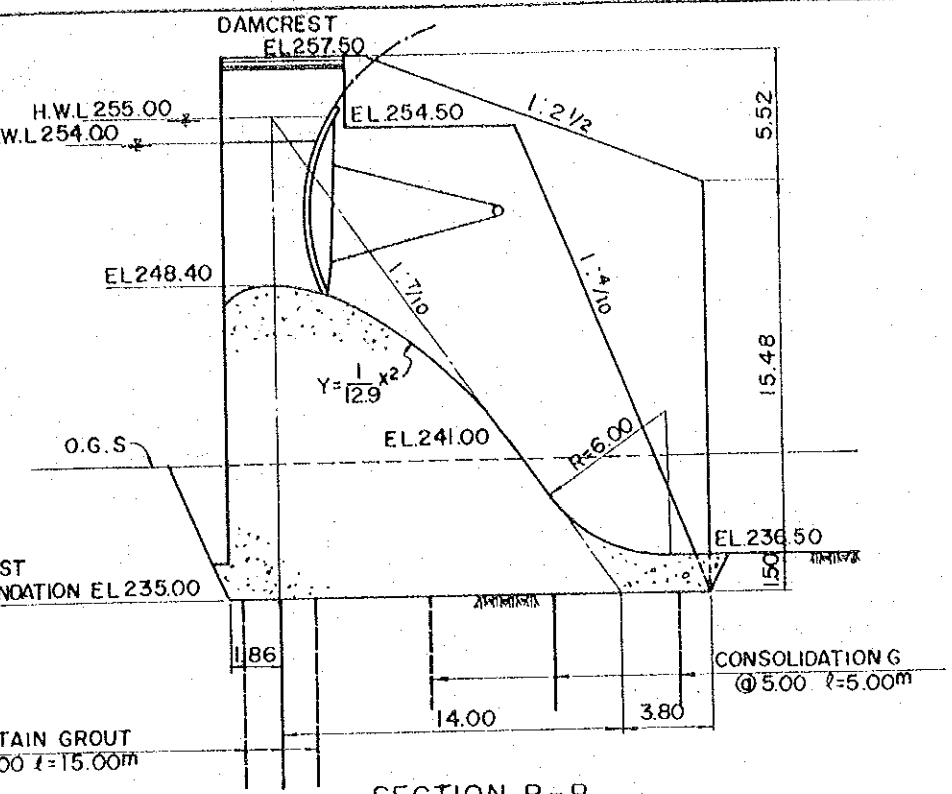 DAMCREST
EL257.50
H.W.L 255.00
W.L 254.00
EL 254.50
1:2 1/2
5.52
EL248.40
1:7/10
1:4/10
15.48
Y=1/12.9 X²
O.G.S
EL.241.00
R=6.00
EL.236.50
1.50
ST
NDATION EL 235.00
1.86
CONSOLIDATION G
@ 5.00 ℓ=5.00m
14.00
3.80
TAIN GROUT
00 ℓ=15.00m